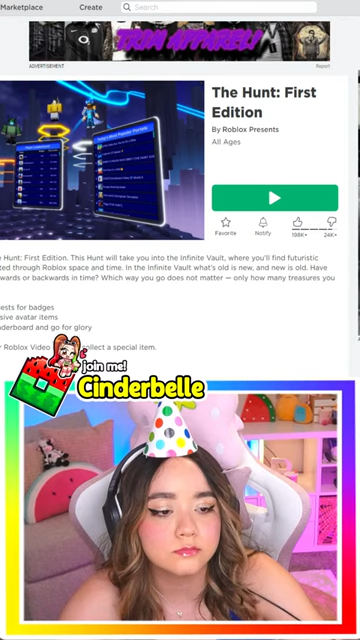 Marketplace
Create
Search
TRIM APPAREL!
ADVERTISEMENT
Report
The Hunt: First
Edition
By Roblox Presents
All Ages
Favorite
Notify
198K+
24K+
e Hunt: First Edition. This Hunt will take you into the Infinite Vault, where you'll find futuristic
ted through Roblox space and time. In the Infinite Vault what's old is new, and new is old. Have
wards or backwards in time? Which way you go does not matter — only how many treasures you
ests for badges
sive avatar items
derboard and go for glory
r Roblox Video
collect a special item.
join me!
Cinderbelle